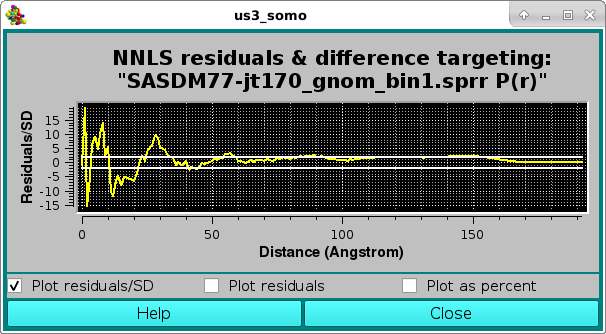 us3_somo
NNLS residuals & difference targeting:
"SASDM77-jt170_gnom_bin1.sprr P(r)"
Residuals/SD
15
10
5
0
-5
-10
-15
0
50
100
150
Distance (Angstrom)
Plot residuals/SD
Plot residuals
Plot as percent
Help
Close